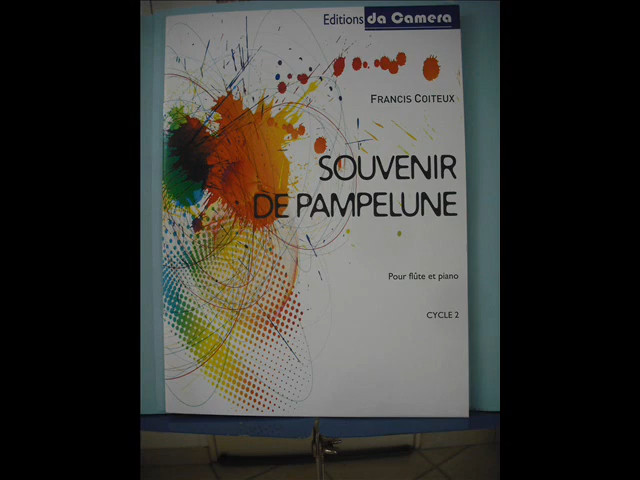 Editions da Camera
FRANCIS COITEUX
SOUVENIR
DE PAMPELUNE
Pour flûte et piano
CYCLE 2